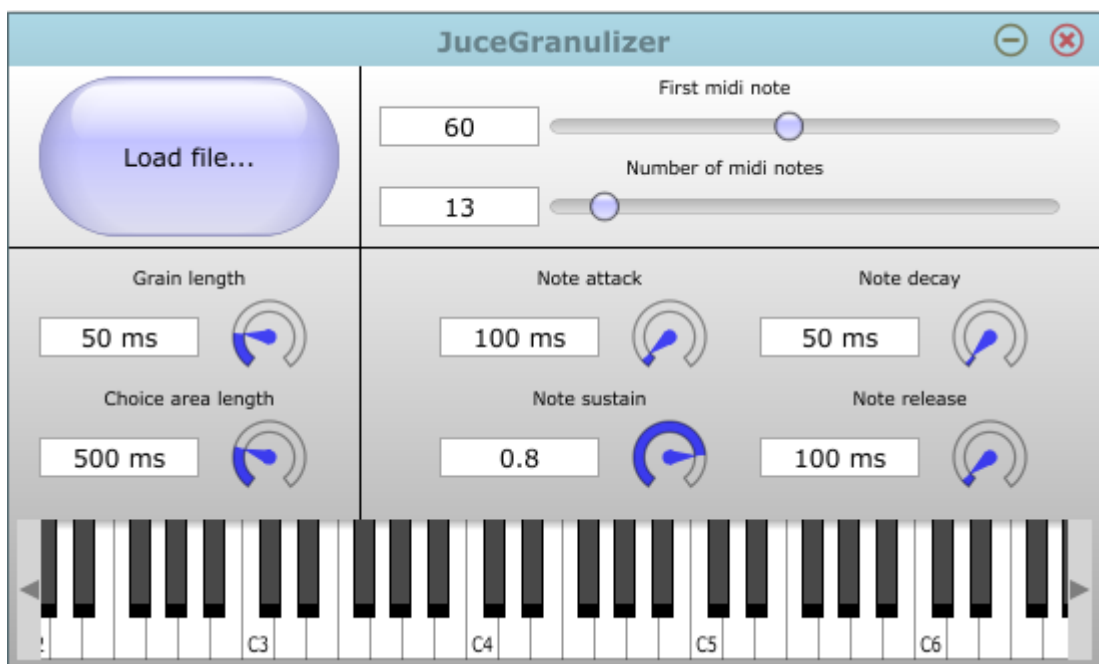 JuceGranulizer
Load file...
First midi note
60
Number of midi notes
13
Grain length
50 ms
Choice area length
500 ms
Note attack
100 ms
Note decay
50 ms
Note sustain
0.8
Note release
100 ms
C3 C4 C5 C6